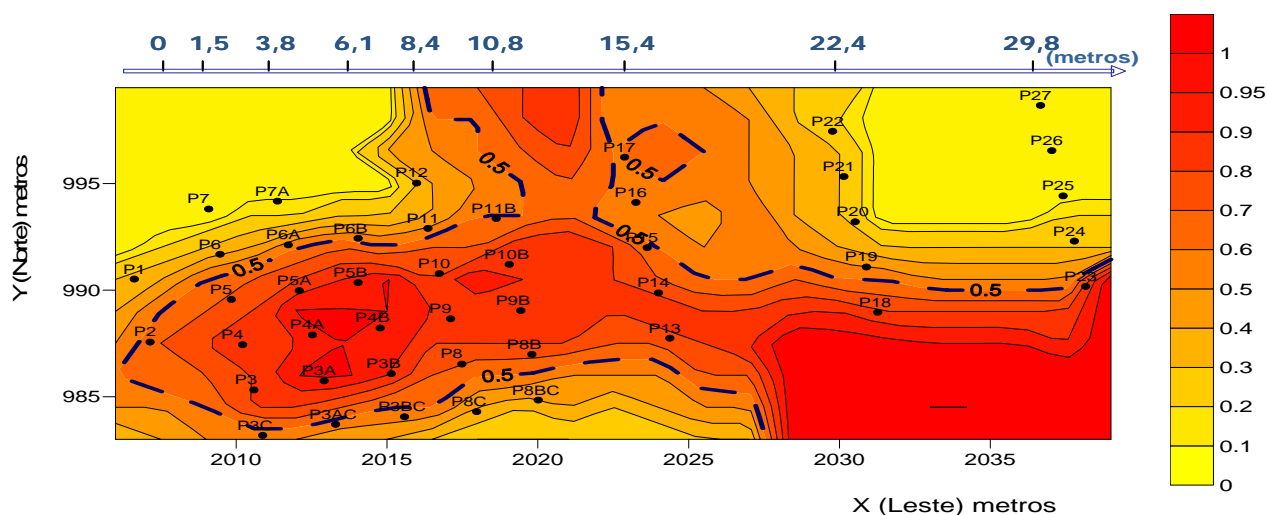 0 1,5 3,8 6,1 8,4 10,8 15,4 22,4 29,8 (metros)
1
0.95
0.9
0.8
0.7
0.6
0.5
0.4
0.3
0.2
0.1
0
Y (Norte) metros
995
990
985
P27
P22
P26
P17
0.5
0.5
P21
P12
P25
P7A
P16
P7
P20
P11B
P11
P24
P6B
P6A
P15
0.5
P6
P10B
P19
0.5
P1
P10
P5B
P23
P5A
P14
0.5
P5
P9B
P18
P9
P4B
P4A
P2
P4
P13
P8B
P8
P3B
P3A
0.5
P3
P8BC
P3BC
P8C
P3AC
P3C
2010 2015 2020 2025 2030 2035
X (Leste) metros